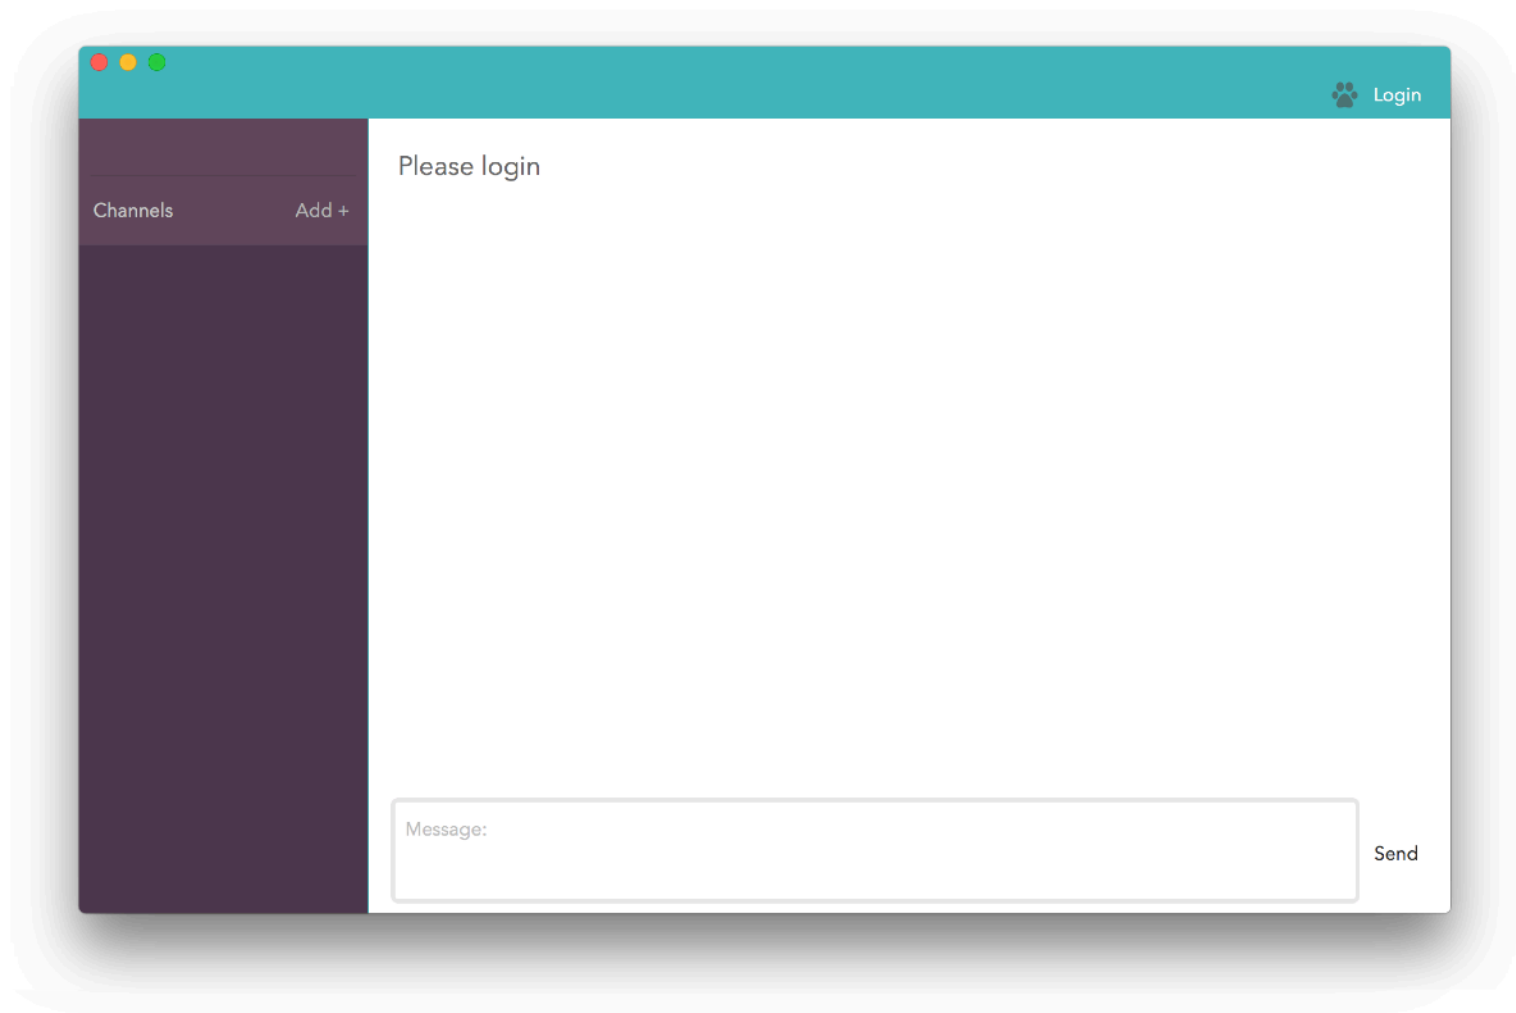 Login
Please login
Channels Add +
Message:
Send